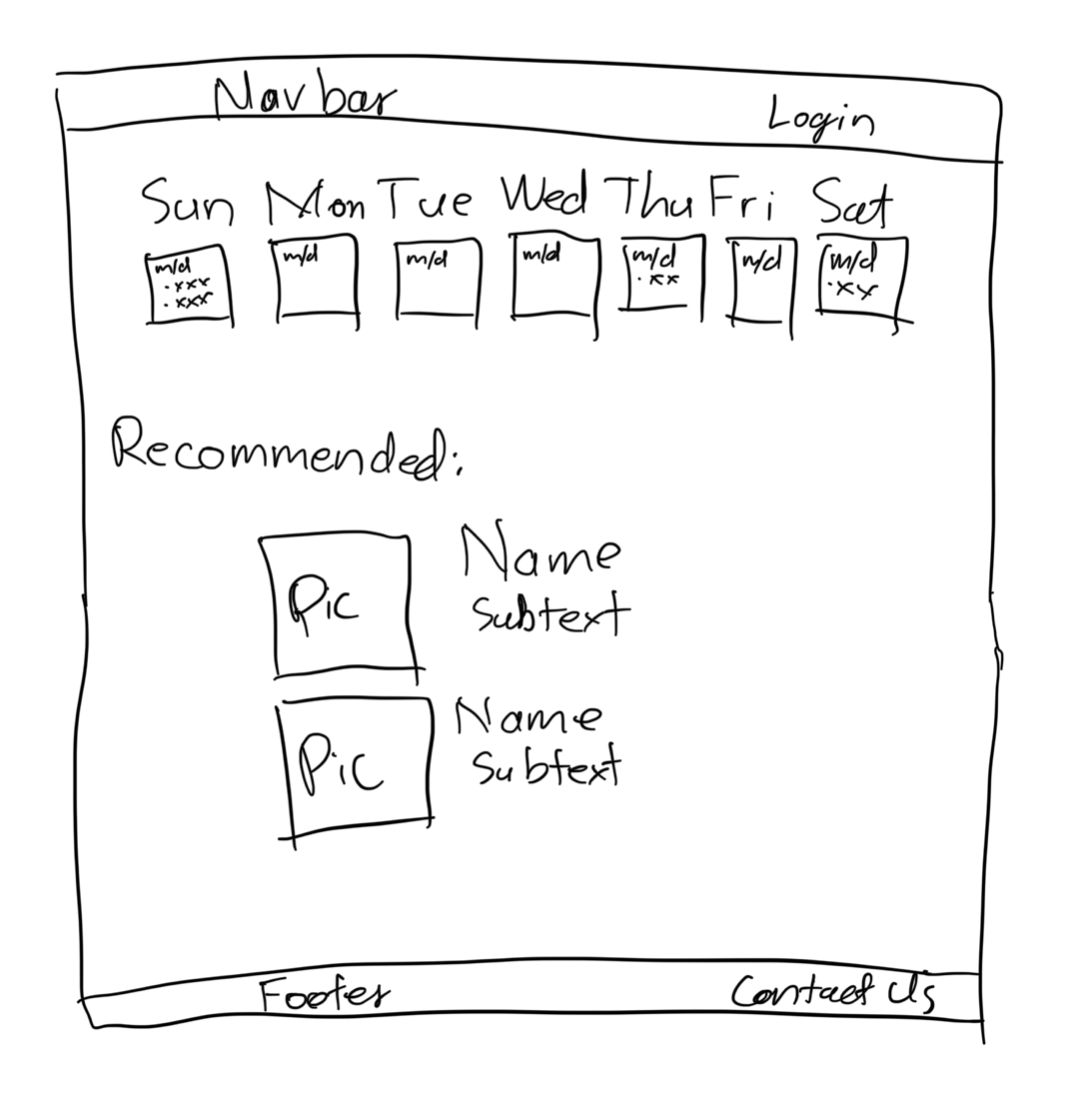 Navbar Login
Sun Mon Tue Wed Thu Fri Sat
m/d m/d m/d m/d m/d m/d m/d
·xxx ·xx ·xx
·xxx
Recommended:
Pic Name
Subtext
Pic Name
Subtext
Footer Contact Us